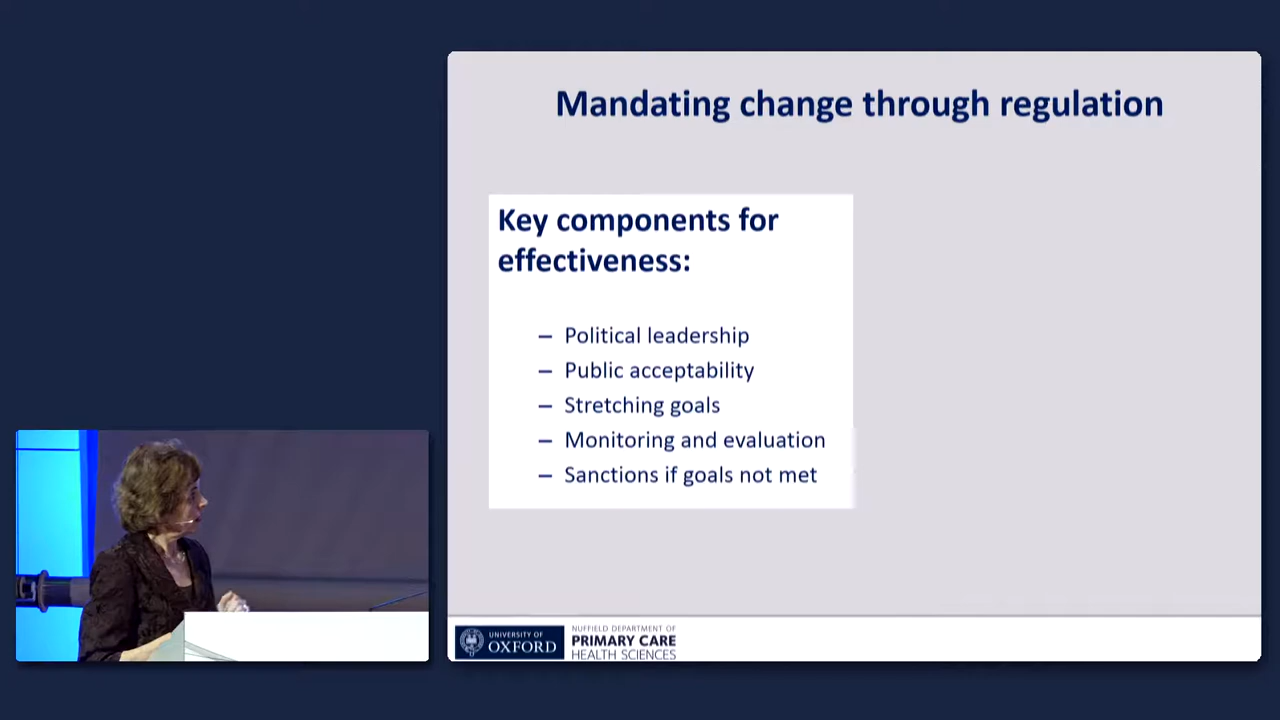 Mandating change through regulation
Key components for
effectiveness:
– Political leadership
– Public acceptability
– Stretching goals
– Monitoring and evaluation
– Sanctions if goals not met
UNIVERSITY OF
OXFORD
NUFFIELD DEPARTMENT OF
PRIMARY CARE
HEALTH SCIENCES